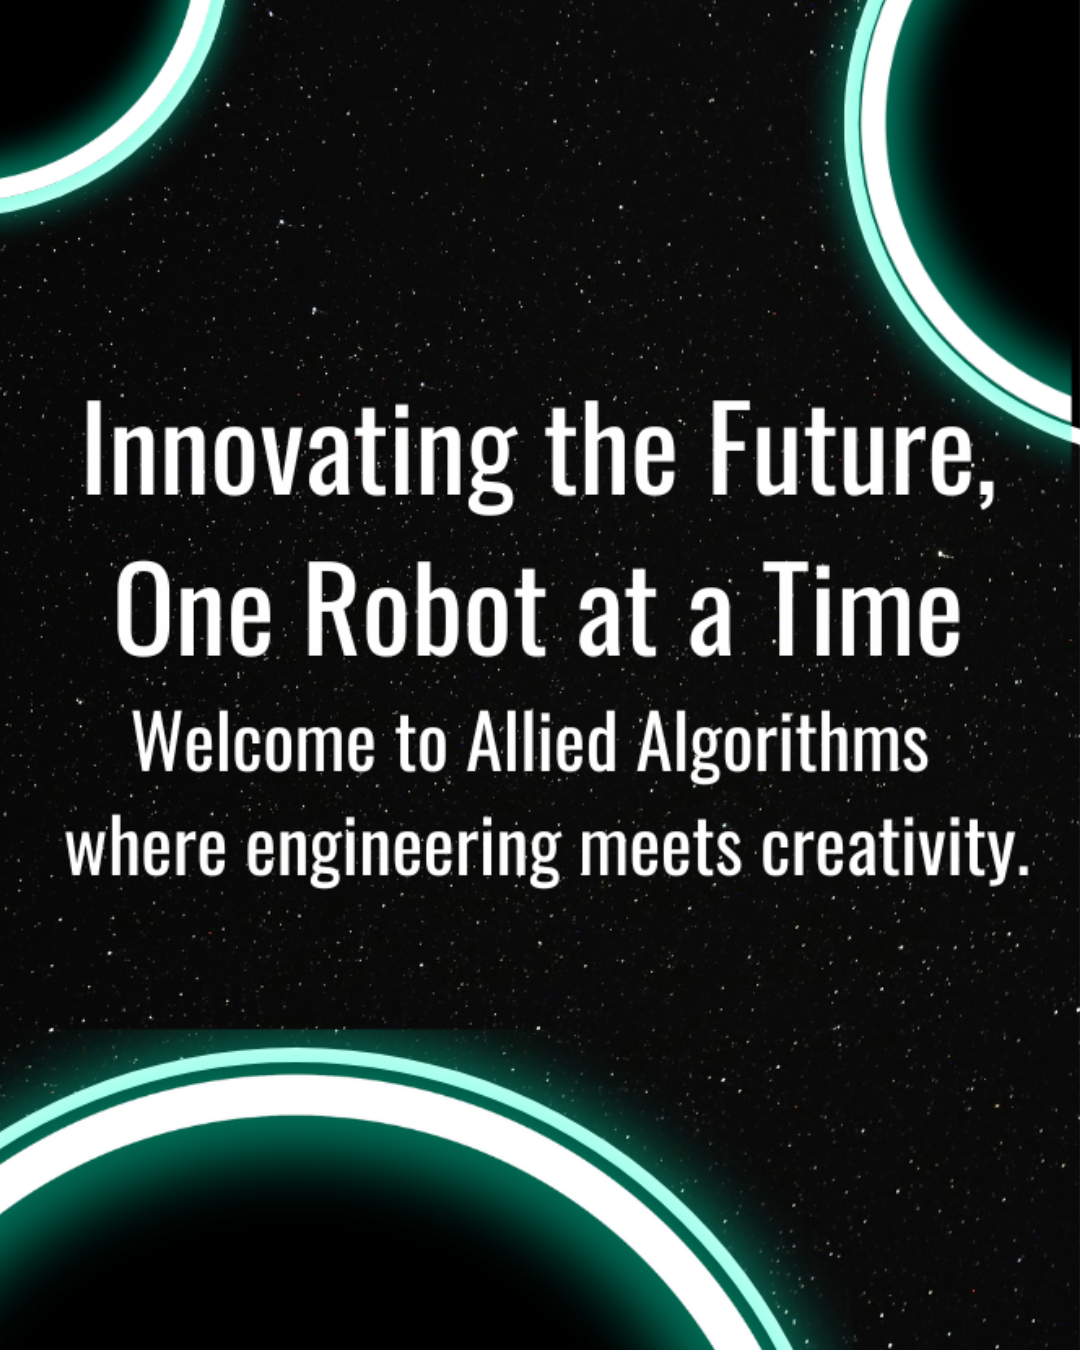 Innovating the Future,
One Robot at a Time
Welcome to Allied Algorithms
where engineering meets creativity.